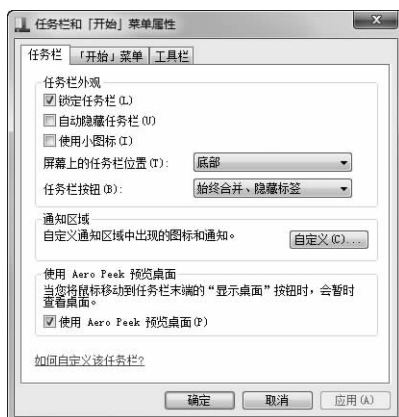 任务栏和「开始」菜单属性
任务栏 「开始」菜单 工具栏
任务栏外观
锁定任务栏(L)
自动隐藏任务栏(U)
使用小图标(I)
屏幕上的任务栏位置(T): 底部
任务栏按钮(B): 始终合并、隐藏标签
通知区域
自定义通知区域中出现的图标和通知。 自定义(C)...
使用 Aero Peek 预览桌面
当您将鼠标移动到任务栏末端的“显示桌面”按钮时，会暂时
查看桌面。
使用 Aero Peek 预览桌面(P)
如何自定义该任务栏?
确定 取消 应用(A)